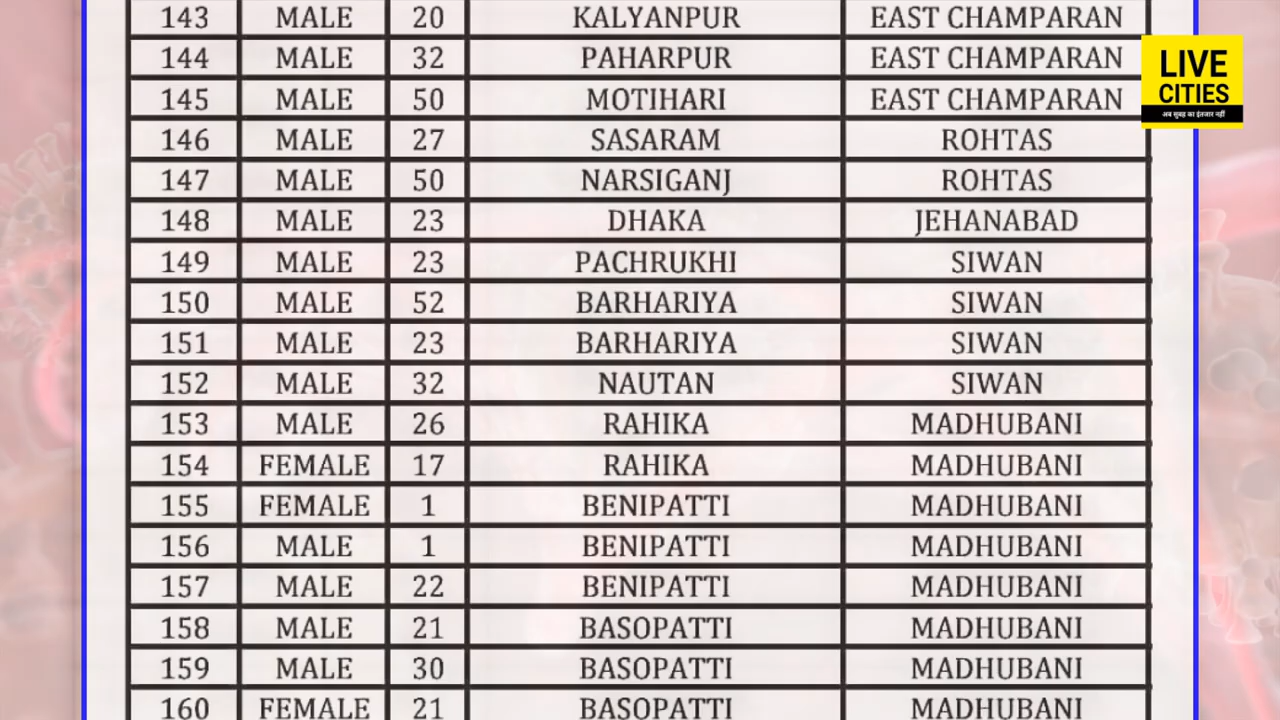 143 MALE 20 KALYANPUR EAST CHAMPARAN
144 MALE 32 PAHARPUR EAST CHAMPARAN
145 MALE 50 MOTIHARI EAST CHAMPARAN
146 MALE 27 SASARAM ROHTAS
147 MALE 50 NARSIGANJ ROHTAS
148 MALE 23 DHAKA JEHANABAD
149 MALE 23 PACHRUKHI SIWAN
150 MALE 52 BARHARIYA SIWAN
151 MALE 23 BARHARIYA SIWAN
152 MALE 32 NAUTAN SIWAN
153 MALE 26 RAHIKA MADHUBANI
154 FEMALE 17 RAHIKA MADHUBANI
155 FEMALE 1 BENIPATTI MADHUBANI
156 MALE 1 BENIPATTI MADHUBANI
157 MALE 22 BENIPATTI MADHUBANI
158 MALE 21 BASOPATTI MADHUBANI
159 MALE 30 BASOPATTI MADHUBANI
160 FEMALE 21 BASOPATTI MADHUBANI
LIVE
CITIES
अब सुबह का इंतजार नहीं